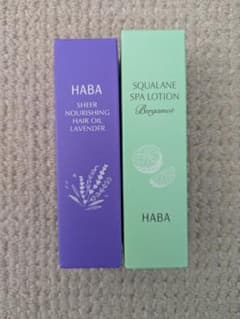 HABA
SHEER
NOURISHING
HAIR OIL
LAVENDER
SQUALANE
SPA LOTION
Bergamot
HABA